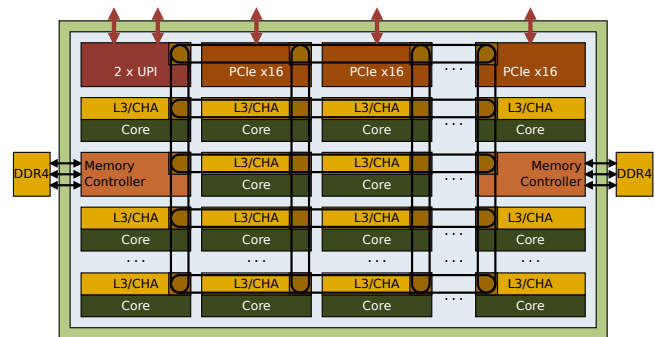 2 x UPI PCIe x16 PCIe x16 ... PCIe x16
L3/CHA L3/CHA L3/CHA L3/CHA
Core Core Core ... Core
DDR4 Memory Controller L3/CHA L3/CHA Memory Controller DDR4
Core Core
L3/CHA L3/CHA L3/CHA ... L3/CHA
Core Core Core Core
... ... ... ... ...
L3/CHA L3/CHA L3/CHA L3/CHA
Core Core Core ... Core